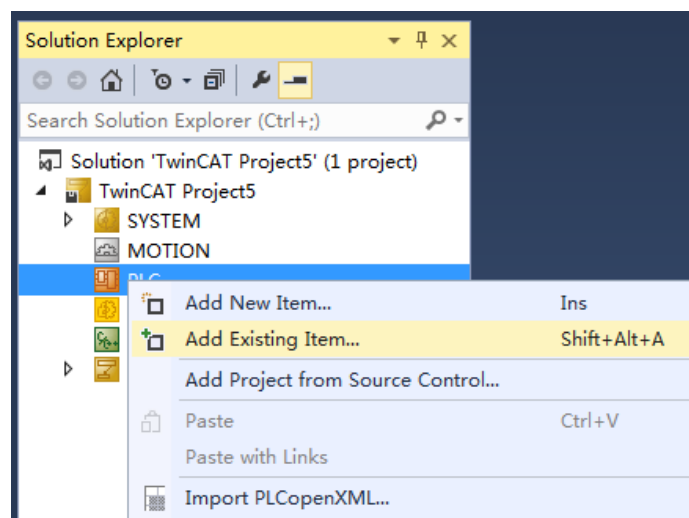 Solution Explorer
Search Solution Explorer (Ctrl+;)
Solution 'TwinCAT Project5' (1 project)
TwinCAT Project5
SYSTEM
MOTION
PLC
Add New Item... Ins
Add Existing Item... Shift+Alt+A
Add Project from Source Control...
Paste Ctrl+V
Paste with Links
Import PLCopenXML...